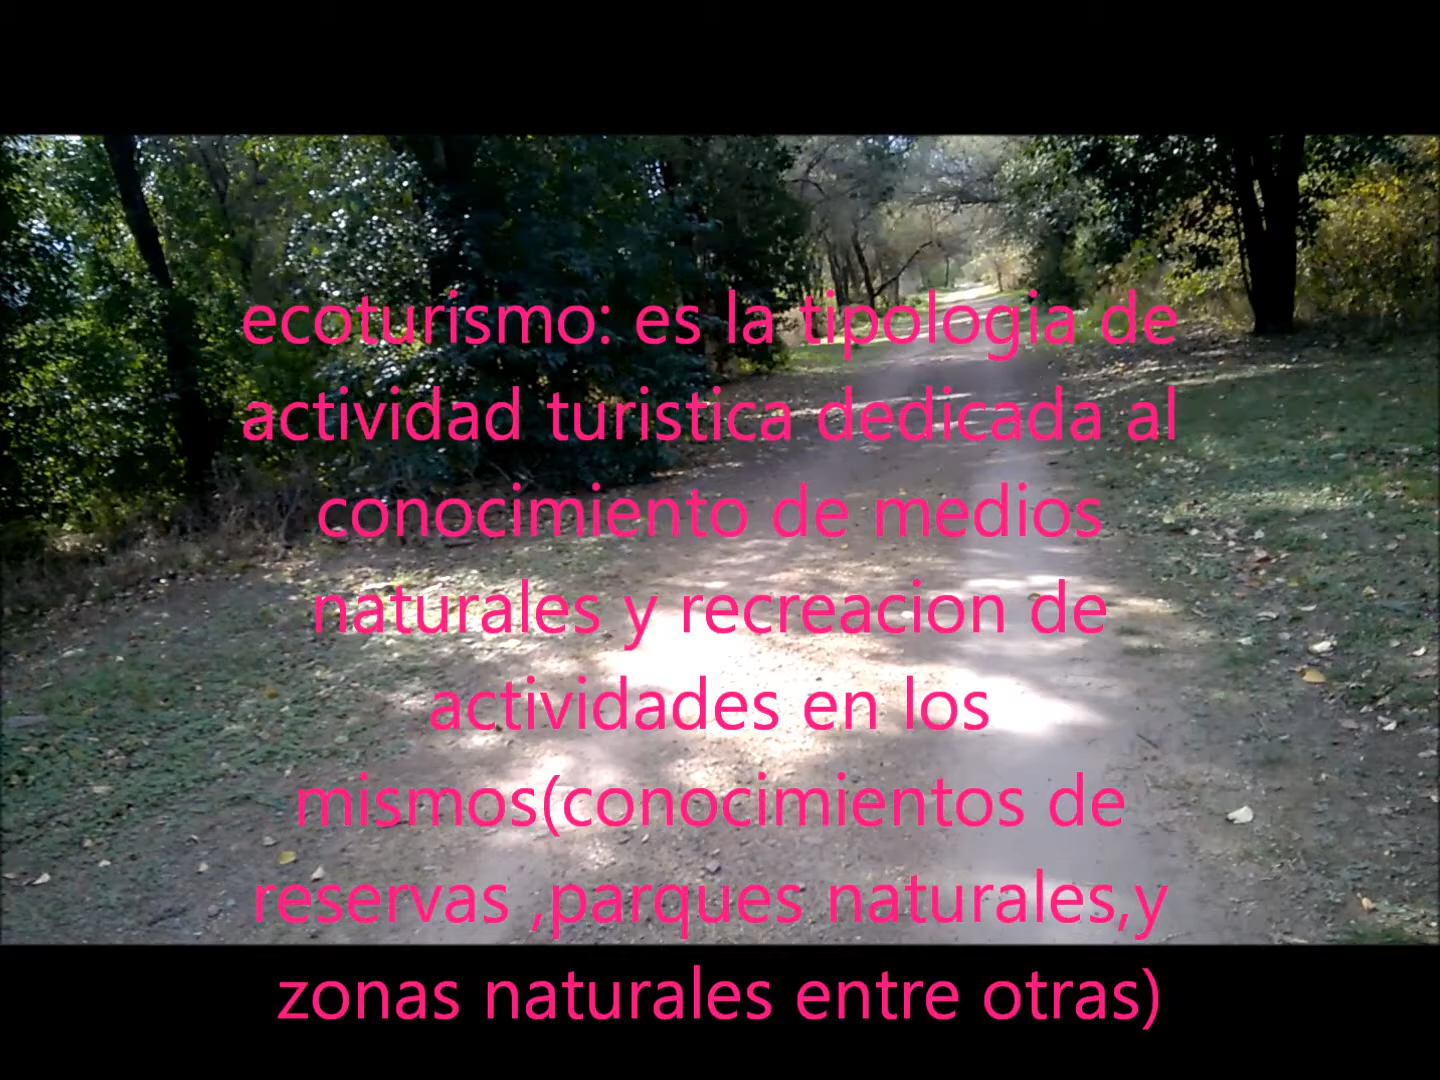 ecoturismo: es la tipologia de
actividad turistica dedicada al
conocimiento de medios
naturales y recreacion de
actividades en los
mismos(conocimientos de
reservas ,parques naturales,y
zonas naturales entre otras)